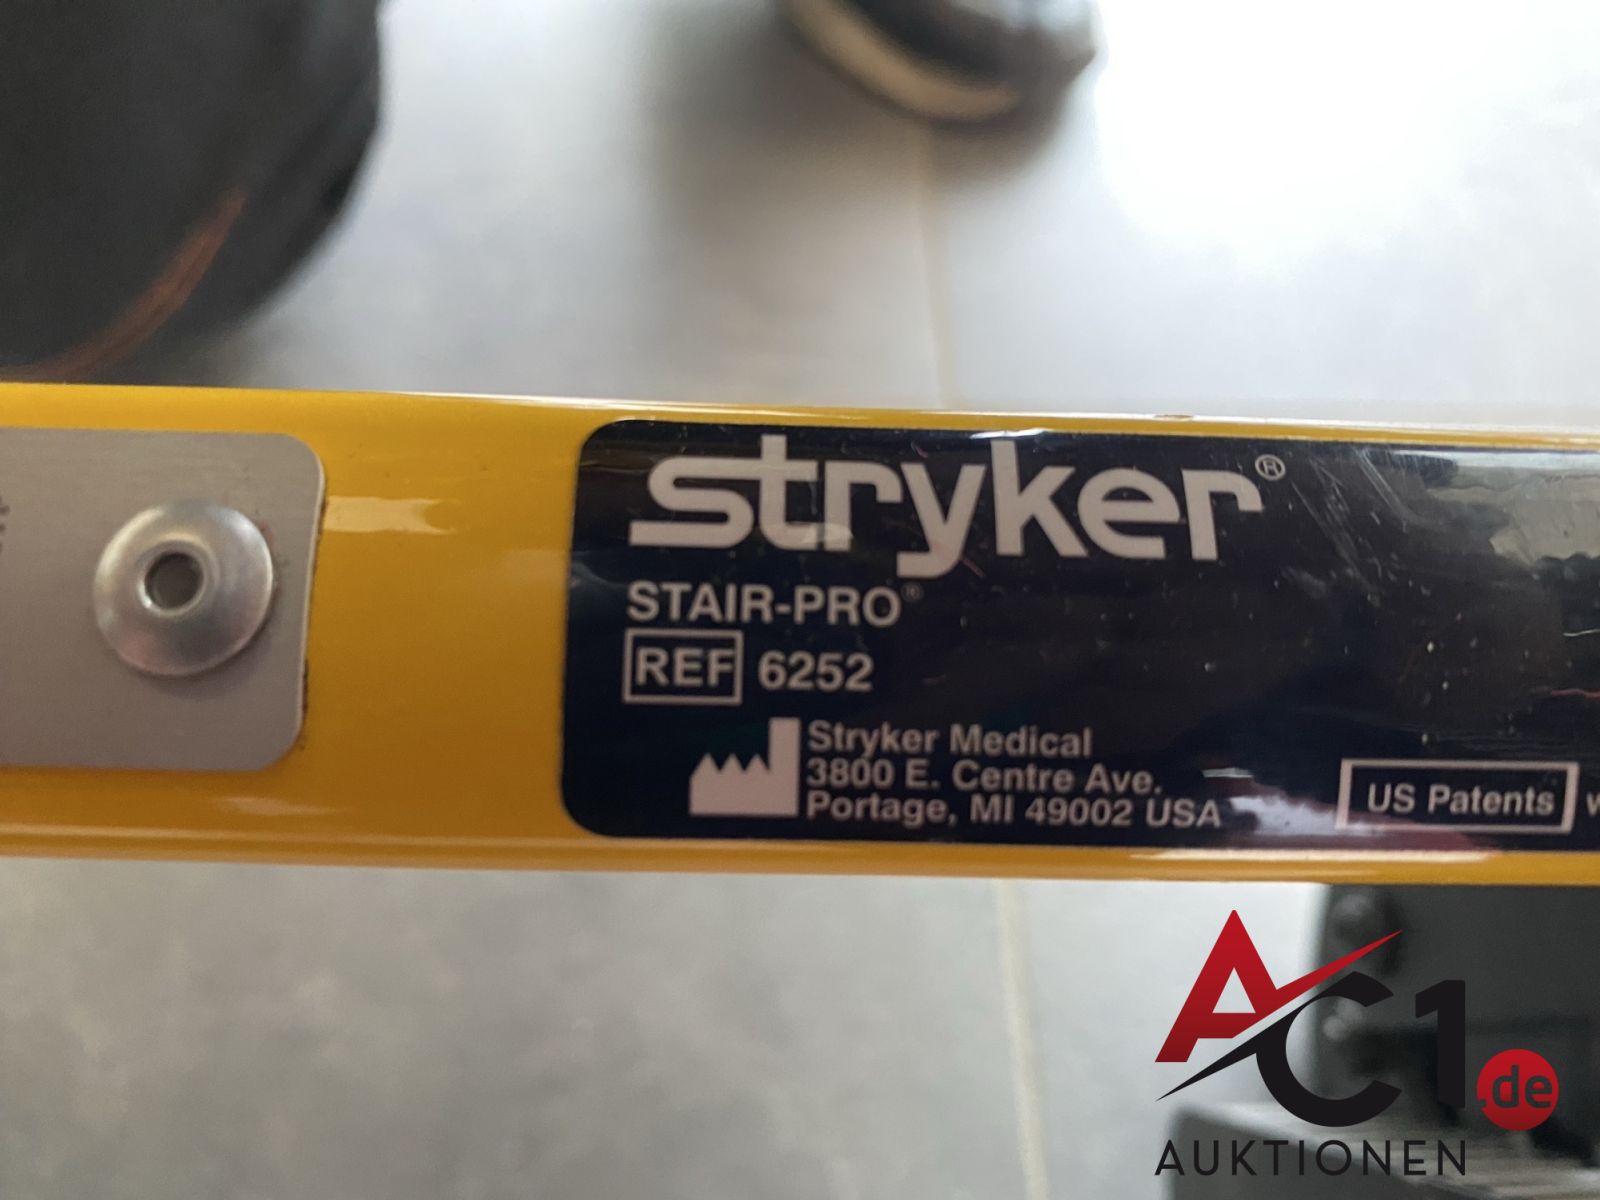 stryker®
STAIR-PRO®
REF 6252
Stryker Medical
3800 E. Centre Ave.
Portage, MI 49002 USA
US Patents
AC1.de
AUKTIONEN